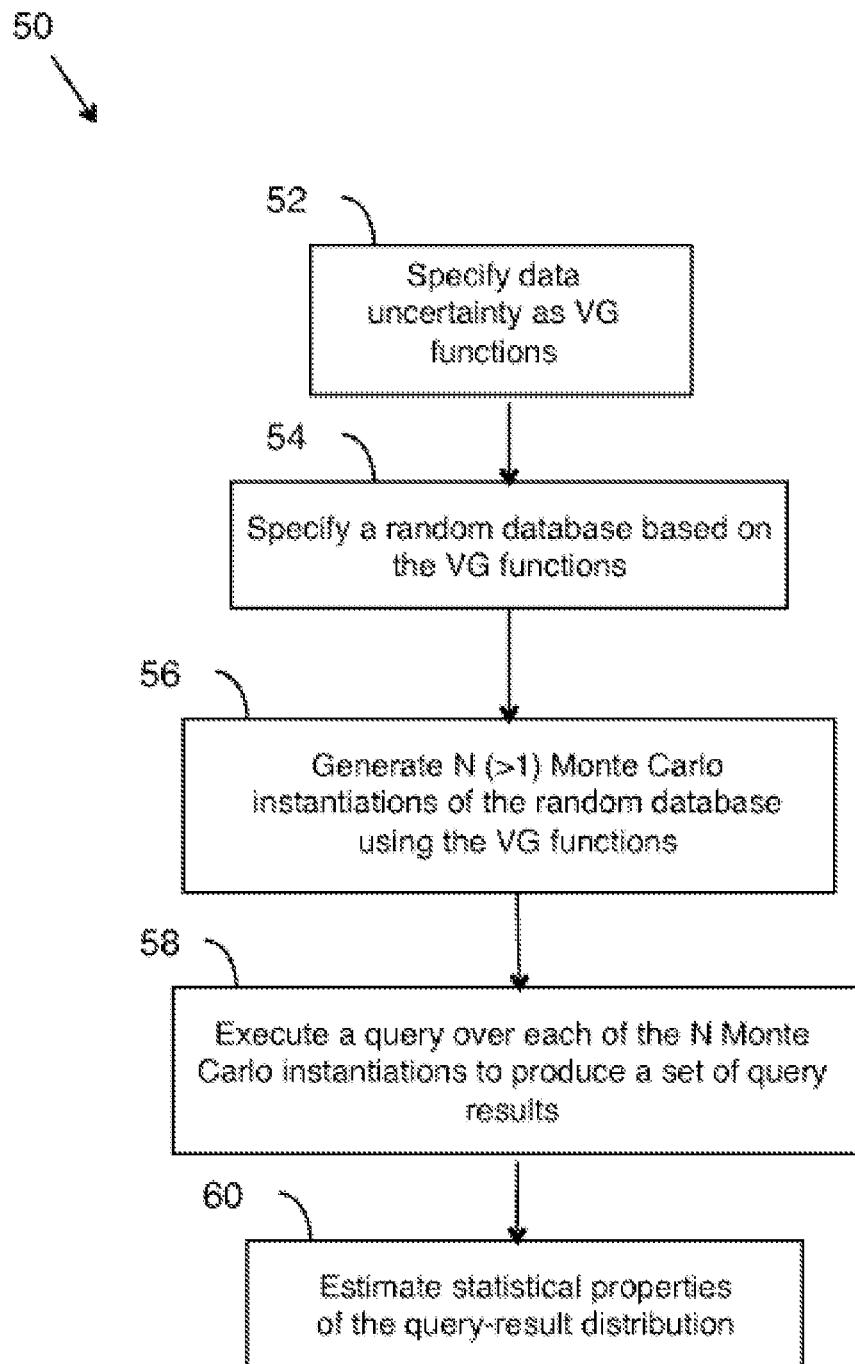 50
52
Specify data
uncertainty as VG
functions
54
Specify a random database based on
the VG functions
56
Generate N (>1) Monte Carlo
instantiations of the random database
using the VG functions
58
Execute a query over each of the N Monte
Carlo instantiations to produce a set of query
results
60
Estimate statistical properties
of the query-result distribution